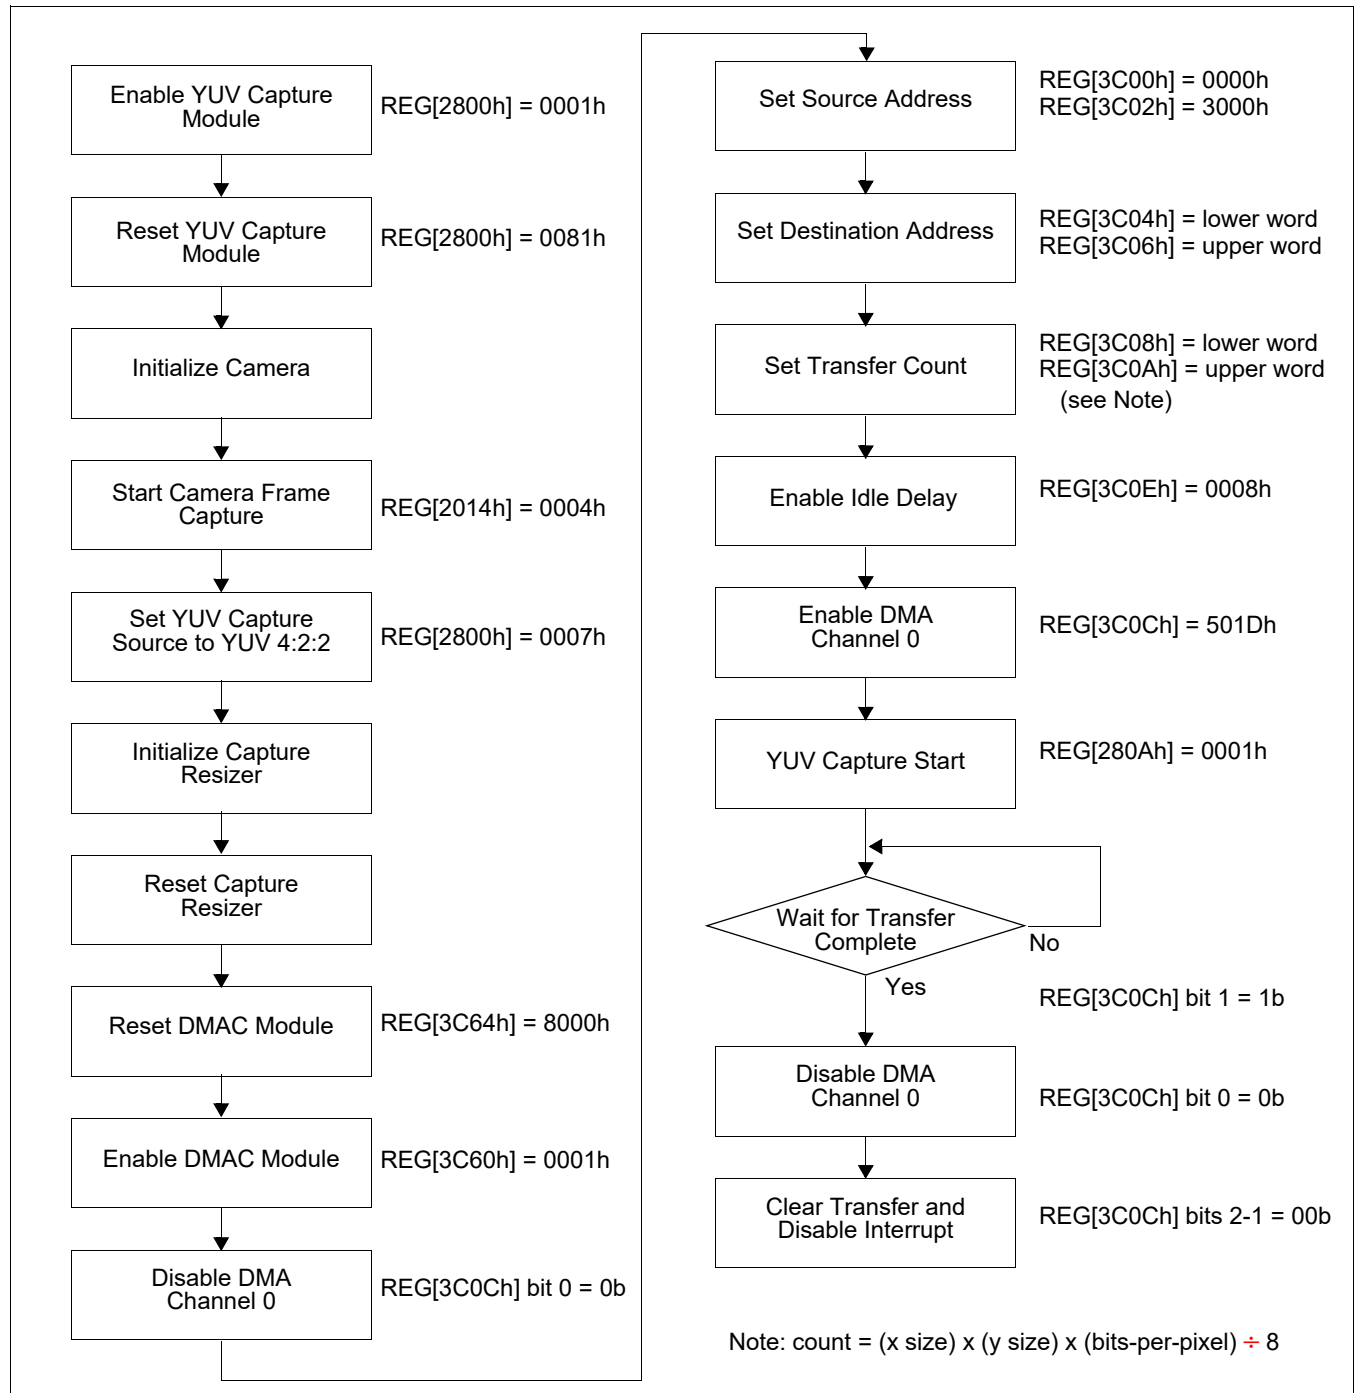 Enable YUV Capture
Module
REG[2800h] = 0001h
Reset YUV Capture
Module
REG[2800h] = 0081h
Initialize Camera
Start Camera Frame
Capture
REG[2014h] = 0004h
Set YUV Capture
Source to YUV 4:2:2
REG[2800h] = 0007h
Initialize Capture
Resizer
Reset Capture
Resizer
Reset DMAC Module
REG[3C64h] = 8000h
Enable DMAC Module
REG[3C60h] = 0001h
Disable DMA
Channel 0
REG[3C0Ch] bit 0 = 0b
Set Source Address
REG[3C00h] = 0000h
REG[3C02h] = 3000h
Set Destination Address
REG[3C04h] = lower word
REG[3C06h] = upper word
Set Transfer Count
REG[3C08h] = lower word
REG[3C0Ah] = upper word
(see Note)
Enable Idle Delay
REG[3C0Eh] = 0008h
Enable DMA
Channel 0
REG[3C0Ch] = 501Dh
YUV Capture Start
REG[280Ah] = 0001h
Wait for Transfer
Complete
No
Yes
REG[3C0Ch] bit 1 = 1b
Disable DMA
Channel 0
REG[3C0Ch] bit 0 = 0b
Clear Transfer and
Disable Interrupt
REG[3C0Ch] bits 2-1 = 00b
Note: count = (x size) x (y size) x (bits-per-pixel) ÷ 8